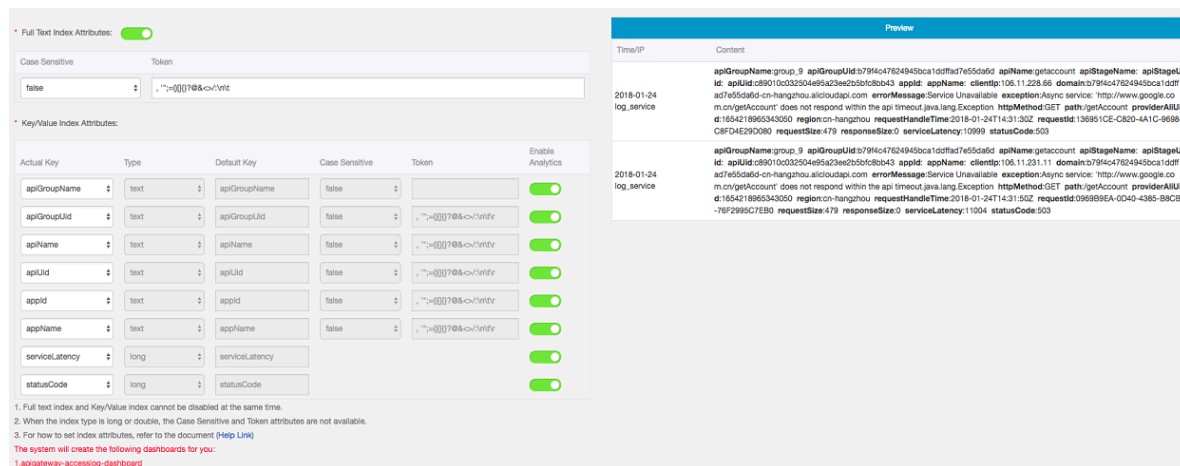 * Full Text Index Attributes:
Case Sensitive Token
false , '";=()[]{}?@&<>/:\n\t
* Key/Value Index Attributes:
Actual Key Type Default Key Case Sensitive Token Enable Analytics
apiGroupName text apiGroupName false
apiGroupUid text apiGroupUid false , '";=()[]{}?@&<>/:\n\t\r
apiName text apiName false , '";=()[]{}?@&<>/:\n\t\r
apiUid text apiUid false , '";=()[]{}?@&<>/:\n\t\r
appId text appId false , '";=()[]{}?@&<>/:\n\t\r
appName text appName false , '";=()[]{}?@&<>/:\n\t\r
serviceLatency long serviceLatency
statusCode long statusCode
1. Full text index and Key/Value index cannot be disabled at the same time.
2. When the index type is long or double, the Case Sensitive and Token attributes are not available.
3. For how to set index attributes, refer to the document (Help Link)
The system will create the following dashboards for you:
1.apigateway-accesslog-dashboard
Preview
Time/IP Content
2018-01-24
log_service
apiGroupName:group_9 apiGroupUid:b79f4c47624945bca1ddffad7e55da6d apiName:getaccount apiStageName: apiStageU
id: apiUid:c89010c032504e95a23ee2b5bfc8bb43 appId: appName: clientIp:106.11.228.66 domain:b79f4c47624945bca1ddff
ad7e55da6d-cn-hangzhou.alicloudapi.com errorMessage:Service Unavailable exception:Async service: 'http://www.google.co
m.cn/getAccount' does not respond within the api timeout.java.lang.Exception httpMethod:GET path:/getAccount providerAliUi
d:1654218965343050 region:cn-hangzhou requestHandleTime:2018-01-24T14:31:30Z requestId:136951CE-C820-4A1C-9698-
C8FD4E29D080 requestSize:479 responseSize:0 serviceLatency:10999 statusCode:503
2018-01-24
log_service
apiGroupName:group_9 apiGroupUid:b79f4c47624945bca1ddffad7e55da6d apiName:getaccount apiStageName: apiStageU
id: apiUid:c89010c032504e95a23ee2b5bfc8bb43 appId: appName: clientIp:106.11.231.11 domain:b79f4c47624945bca1ddff
ad7e55da6d-cn-hangzhou.alicloudapi.com errorMessage:Service Unavailable exception:Async service: 'http://www.google.co
m.cn/getAccount' does not respond within the api timeout.java.lang.Exception httpMethod:GET path:/getAccount providerAliUi
d:1654218965343050 region:cn-hangzhou requestHandleTime:2018-01-24T14:31:50Z requestId:0969B9EA-0D40-4385-B8CB
-76F2995C7EB0 requestSize:479 responseSize:0 serviceLatency:11004 statusCode:503